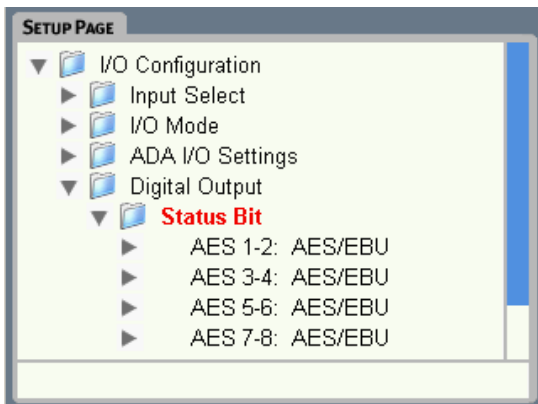 SETUP PAGE
I/O Configuration
Input Select
I/O Mode
ADA I/O Settings
Digital Output
Status Bit
AES 1-2: AES/EBU
AES 3-4: AES/EBU
AES 5-6: AES/EBU
AES 7-8: AES/EBU